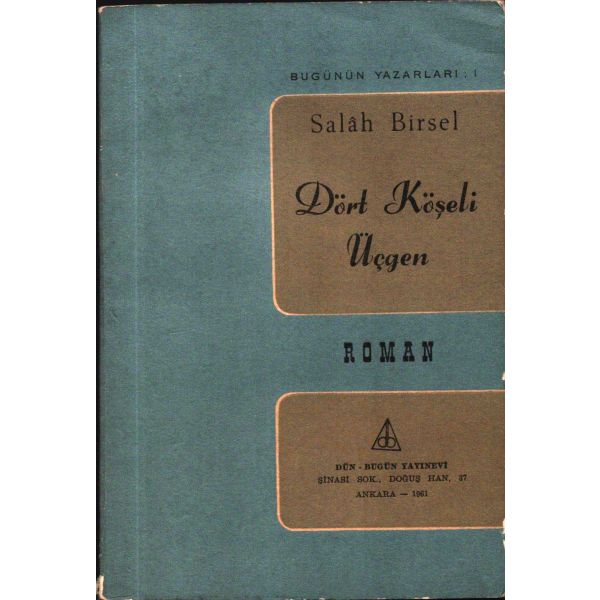 BUGÜNÜN YAZARLARI : 1
Salâh Birsel
Dört Köşeli
Üçgen
ROMAN
db
DÜN - BUGÜN YAYINEVİ
ŞİNASİ SOK., DOĞUŞ HAN, 37
ANKARA — 1961